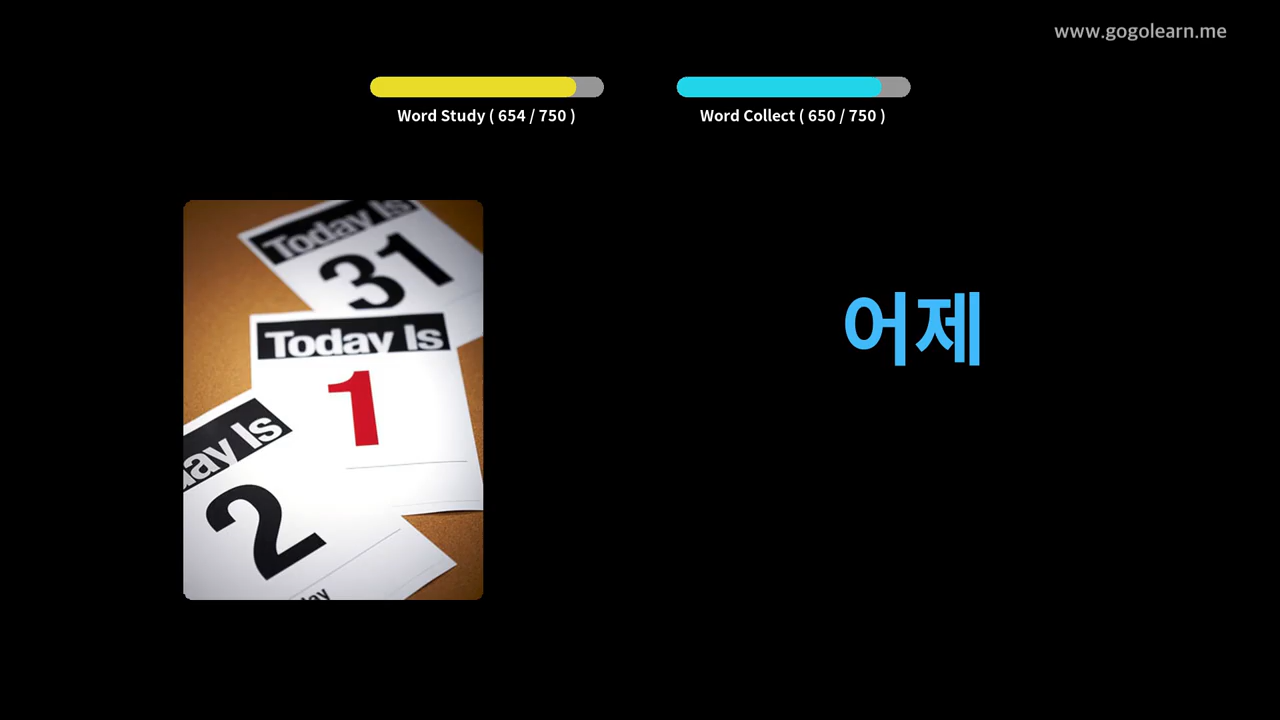 www.gogolearn.me
Word Study ( 654 / 750 )
Word Collect ( 650 / 750 )
Today Is
31
Today Is
1
ay Is
2
어제